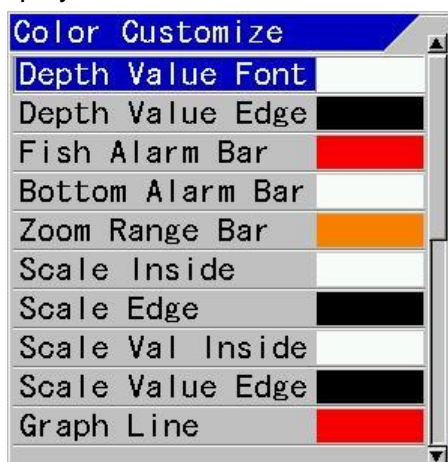 Color Customize
Depth Value Font
Depth Value Edge
Fish Alarm Bar
Bottom Alarm Bar
Zoom Range Bar
Scale Inside
Scale Edge
Scale Val Inside
Scale Value Edge
Graph Line